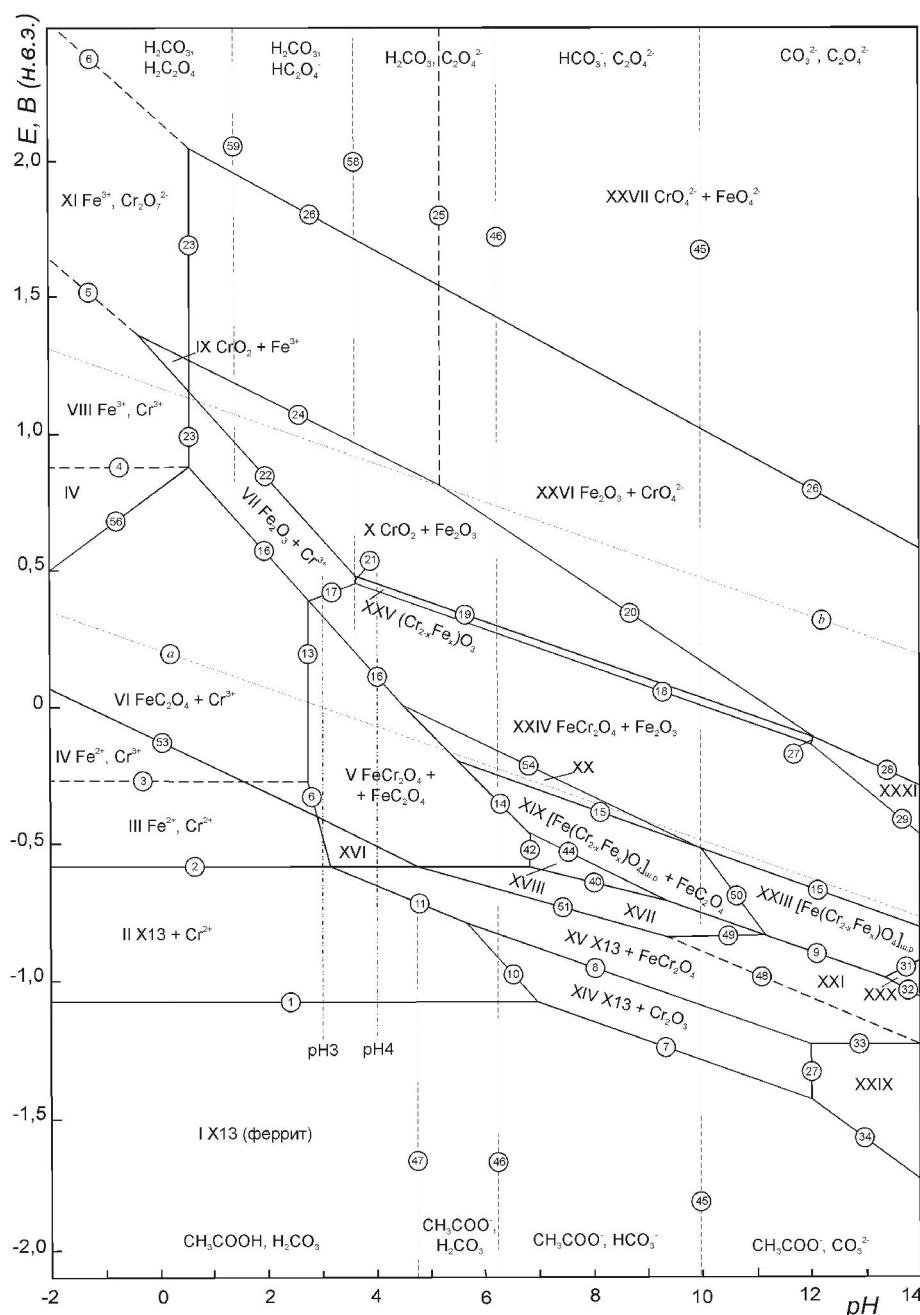 E, В (н.в.э.)
H₂CO₃, H₂CO₃, H₂CO₃, C₂O₄²⁻ HCO₃⁻, C₂O₄²⁻ CO₃²⁻, C₂O₄²⁻
H₂C₂O₄ HC₂O₄⁻
6
59
58
2,0
XI Fe³⁺, Cr₂O₇²⁻
26
25
46
XXVII CrO₄²⁻ + FeO₄²⁻
23
45
1,5
5
IX CrO₂ + Fe³⁺
VIII Fe³⁺, Cr³⁺
24
1,0
23
4
22
XXVI Fe₂O₃ + CrO₄²⁻
26
IV
VII Fe₂O₃ + Cr³⁺
X CrO₂ + Fe₂O₃
56
16
21
0,5
17
19
20
b
XXV (Cr₂₋ₓFeₓ)O₃
a
13
16
18
0
VI FeC₂O₄ + Cr³⁺
XXIV FeCr₂O₄ + Fe₂O₃
53
27
28
IV Fe²⁺, Cr³⁺
54
XX
XXXI
3
V FeCr₂O₄ +
+ FeC₂O₄
6
14
15
29
III Fe²⁺, Cr²⁺
XIX [Fe(Cr₂₋ₓFeₓ)O₄]ш.р + FeC₂O₄
-0,5
XVI
42
44
2
XVIII
40
50
15
XXIII [Fe(Cr₂₋ₓFeₓ)O₄]ш.р
11
51
XVII
II X13 + Cr²⁺
49
9
31
XV X13 + FeCr₂O₄
10
8
48
XXI
XXX
32
-1,0
1
XIV X13 + Cr₂O₃
pH3 pH4
7
33
27
XXIX
-1,5
I X13 (феррит)
34
47
46
45
CH₃COOH, H₂CO₃
CH₃COO⁻,
H₂CO₃
CH₃COO⁻, HCO₃⁻
CH₃COO⁻, CO₃²⁻
-2,0
-2 0 2 4 6 8 10 12 14
pH